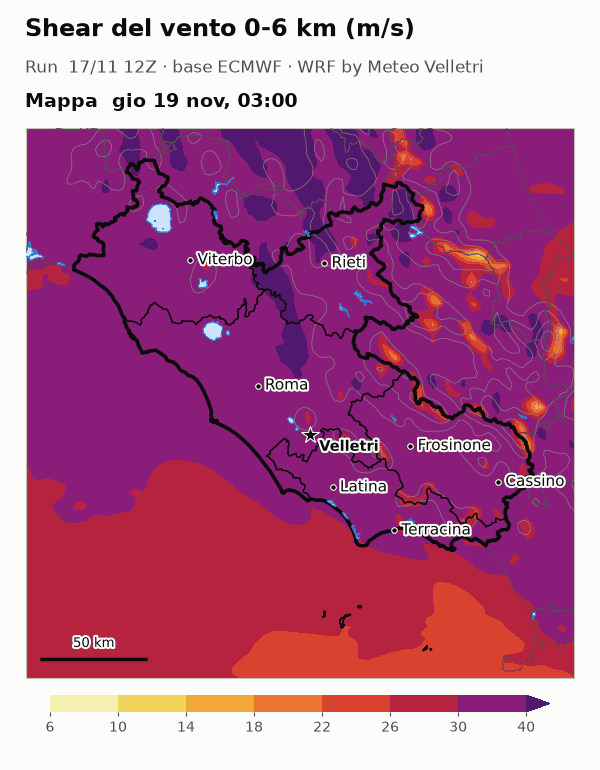 Shear del vento 0-6 km (m/s)
Run 17/11 12Z · base ECMWF · WRF by Meteo Velletri
Mappa gio 19 nov, 03:00
Viterbo
Rieti
Roma
Velletri
Frosinone
Latina
Cassino
Terracina
50 km
6 10 14 18 22 26 30 40